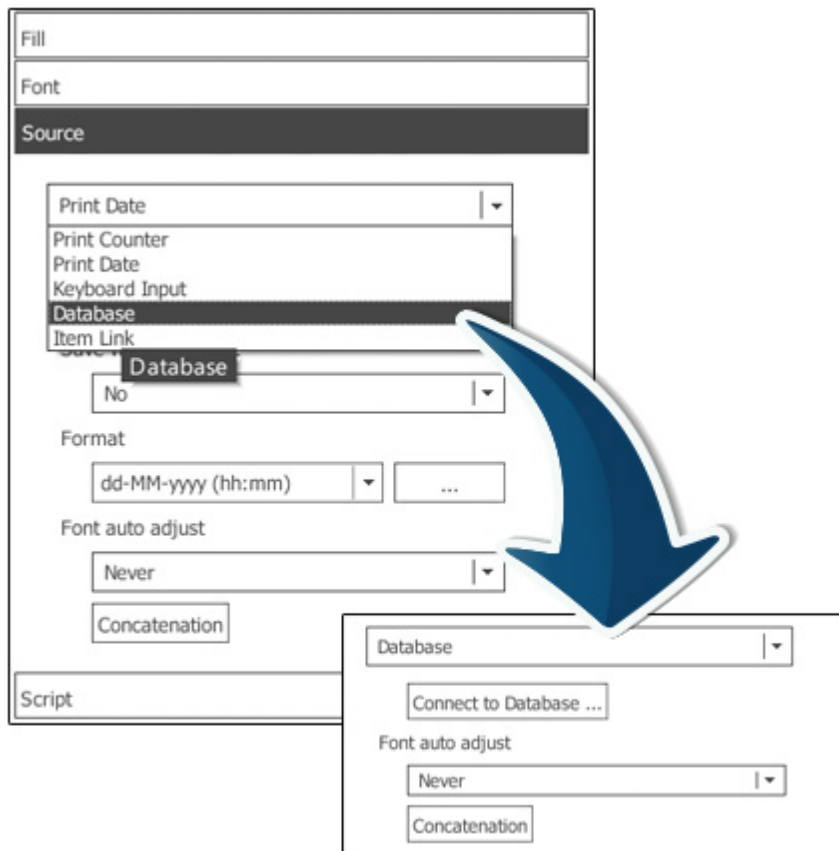 Fill
Font
Source
Print Date
Print Counter
Print Date
Keyboard Input
Database
Item Link
Database
No
Format
dd-MM-yyyy (hh:mm)
...
Font auto adjust
Never
Concatenation
Script
Database
Connect to Database ...
Font auto adjust
Never
Concatenation